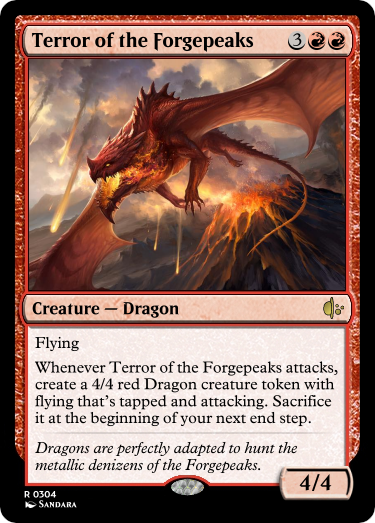 Terror of the Forgepeaks 3
Creature — Dragon
Flying
Whenever Terror of the Forgepeaks attacks,
create a 4/4 red Dragon creature token with
flying that's tapped and attacking. Sacrifice
it at the beginning of your next end step.
Dragons are perfectly adapted to hunt the
metallic denizens of the Forgepeaks.
4/4
R 0304
SANDARA